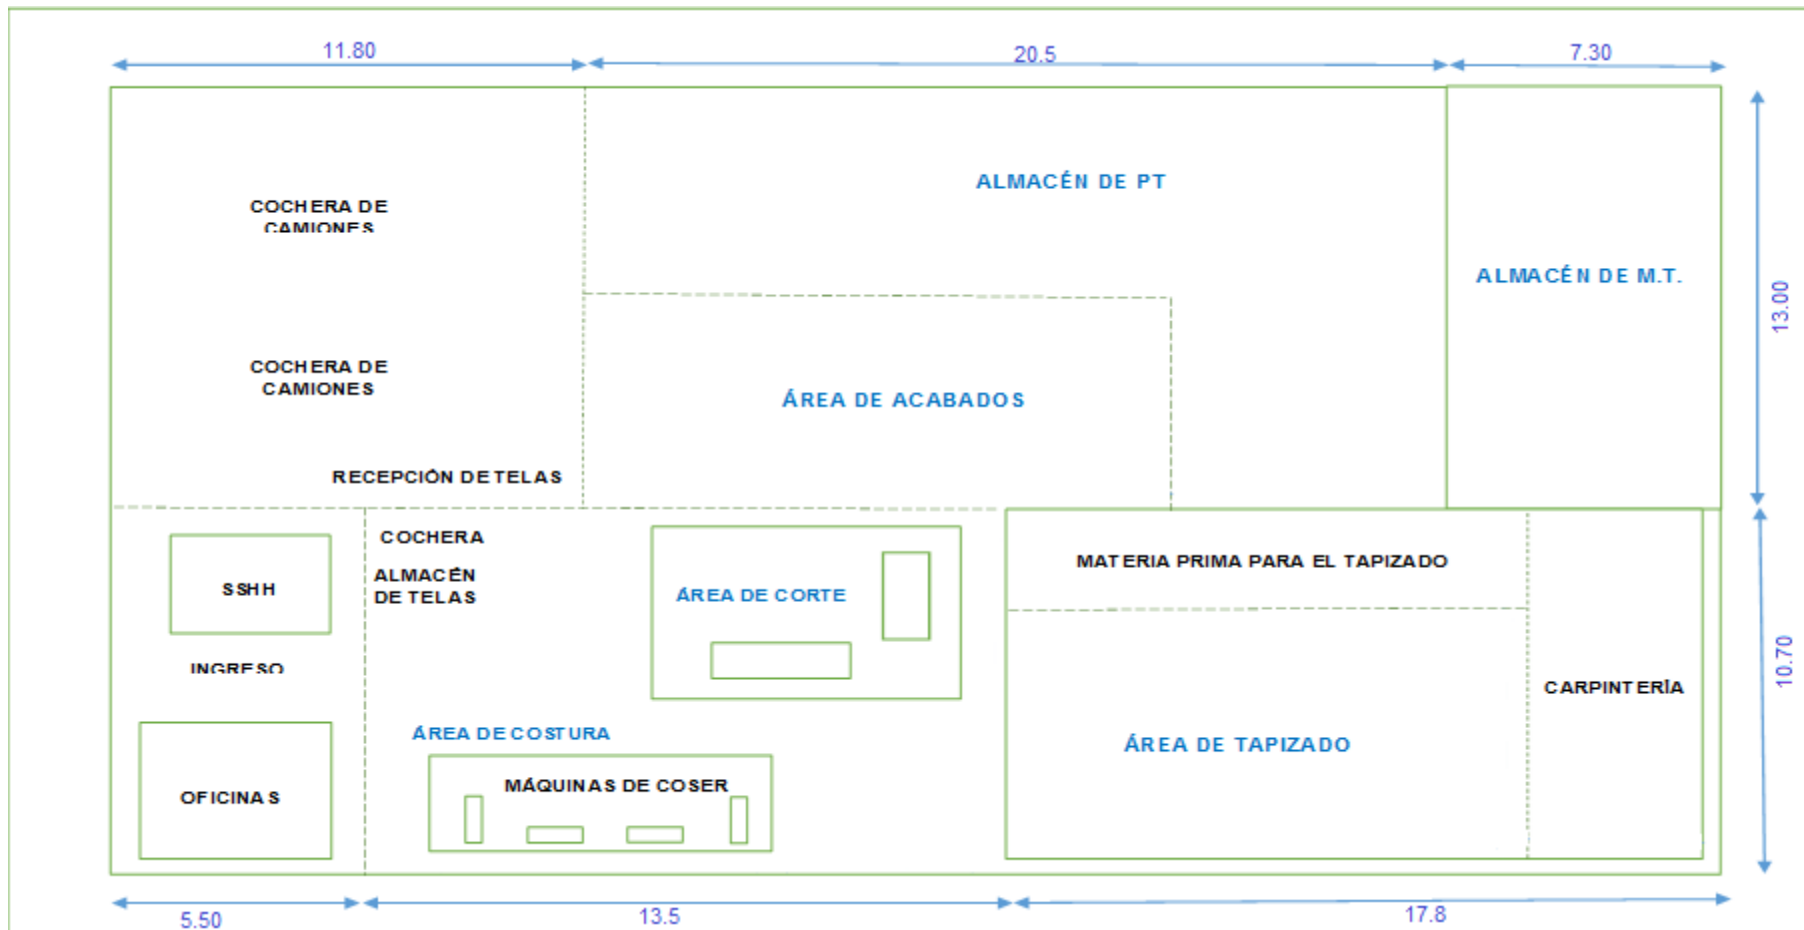 11.80
20.5
7.30
ALMACÉN DE PT
COCHERA DE
CAMIONES
ALMACÉN DE M.T.
13.00
COCHERA DE
CAMIONES
ÁREA DE ACABADOS
RECEPCIÓN DE TELAS
COCHERA
ALMACÉN
DE TELAS
SSHH
ÁREA DE CORTE
MATERIA PRIMA PARA EL TAPIZADO
INGRESO
10.70
CARPINTERÍA
ÁREA DE COSTURA
ÁREA DE TAPIZADO
MÁQUINAS DE COSER
OFICINAS
5.50
13.5
17.8